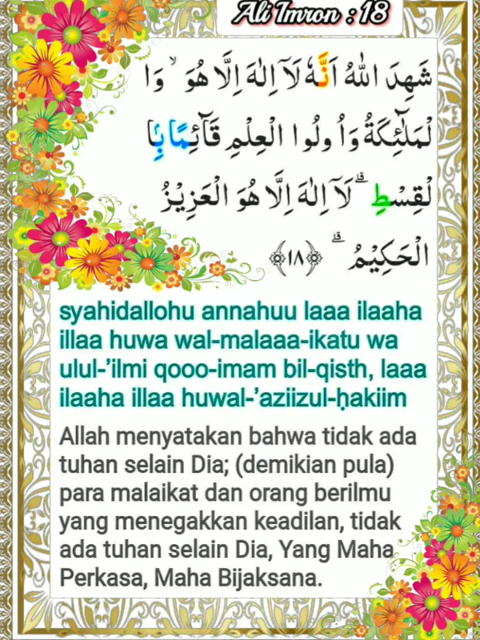 Ali Imron : 18
شَهِدَ اللّٰهُ اَنَّهٗ لَآ اِلٰهَ اِلَّا هُوَ ۙ وَا
لْمَلٰۤئِكَةُ وَاُ ولُوا الْعِلْمِ قَآئِمًا بِۢا
لْقِسْطِ ۗ لَاۤ اِلٰهَ اِلَّا هُوَ الْعَزِيْزُ
الْحَكِيْمُ ۗ ﴿١٨﴾
syahidallohu annahuu laaa ilaaha
illaa huwa wal-malaaa-ikatu wa
ulul-'ilmi qooo-imam bil-qisth, laaa
ilaaha illaa huwal-'aziizul-ḥakiim
Allah menyatakan bahwa tidak ada
tuhan selain Dia; (demikian pula)
para malaikat dan orang berilmu
yang menegakkan keadilan, tidak
ada tuhan selain Dia, Yang Maha
Perkasa, Maha Bijaksana.